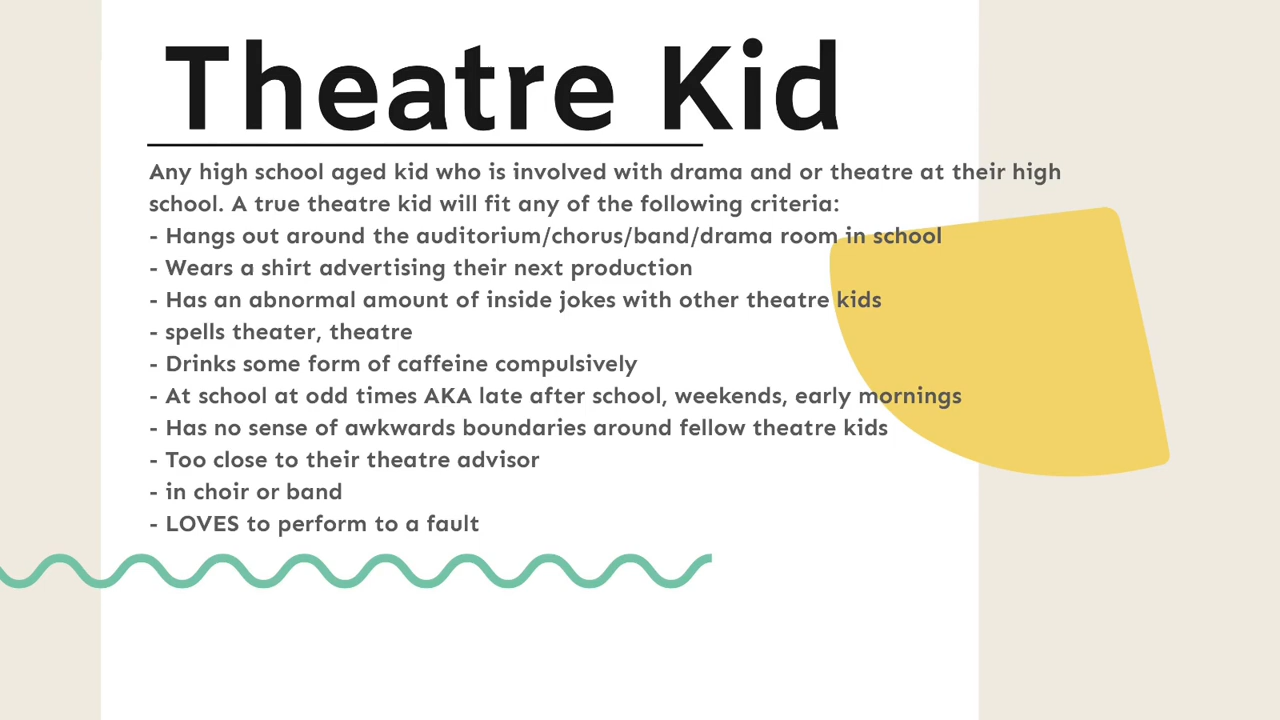 Theatre Kid
Any high school aged kid who is involved with drama and or theatre at their high
school. A true theatre kid will fit any of the following criteria:
- Hangs out around the auditorium/chorus/band/drama room in school
- Wears a shirt advertising their next production
- Has an abnormal amount of inside jokes with other theatre kids
- spells theater, theatre
- Drinks some form of caffeine compulsively
- At school at odd times AKA late after school, weekends, early mornings
- Has no sense of awkwards boundaries around fellow theatre kids
- Too close to their theatre advisor
- in choir or band
- LOVES to perform to a fault